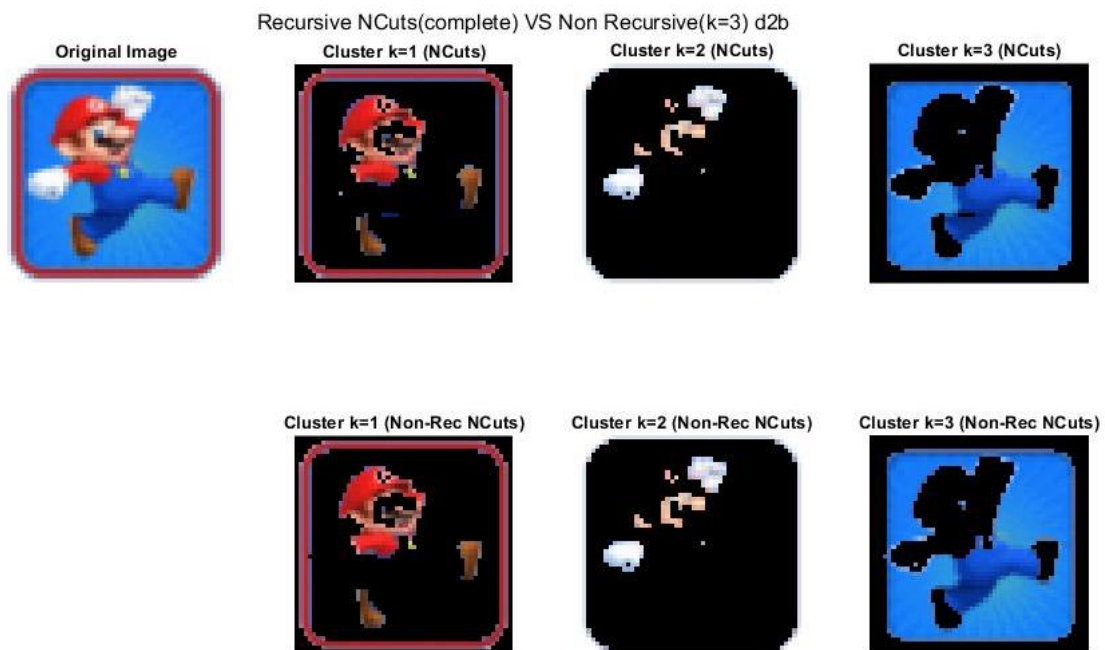 Recursive NCuts(complete) VS Non Recursive(k=3) d2b
Original Image
Cluster k=1 (NCuts)
Cluster k=2 (NCuts)
Cluster k=3 (NCuts)
Cluster k=1 (Non-Rec NCuts)
Cluster k=2 (Non-Rec NCuts)
Cluster k=3 (Non-Rec NCuts)